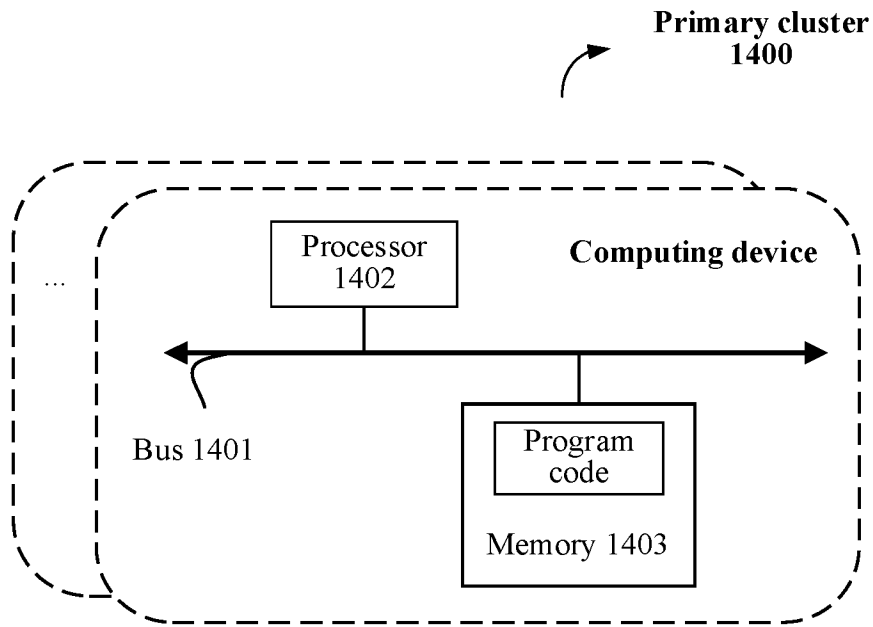 Primary cluster
1400
Processor
1402
Computing device
...
Bus 1401
Program
code
Memory 1403